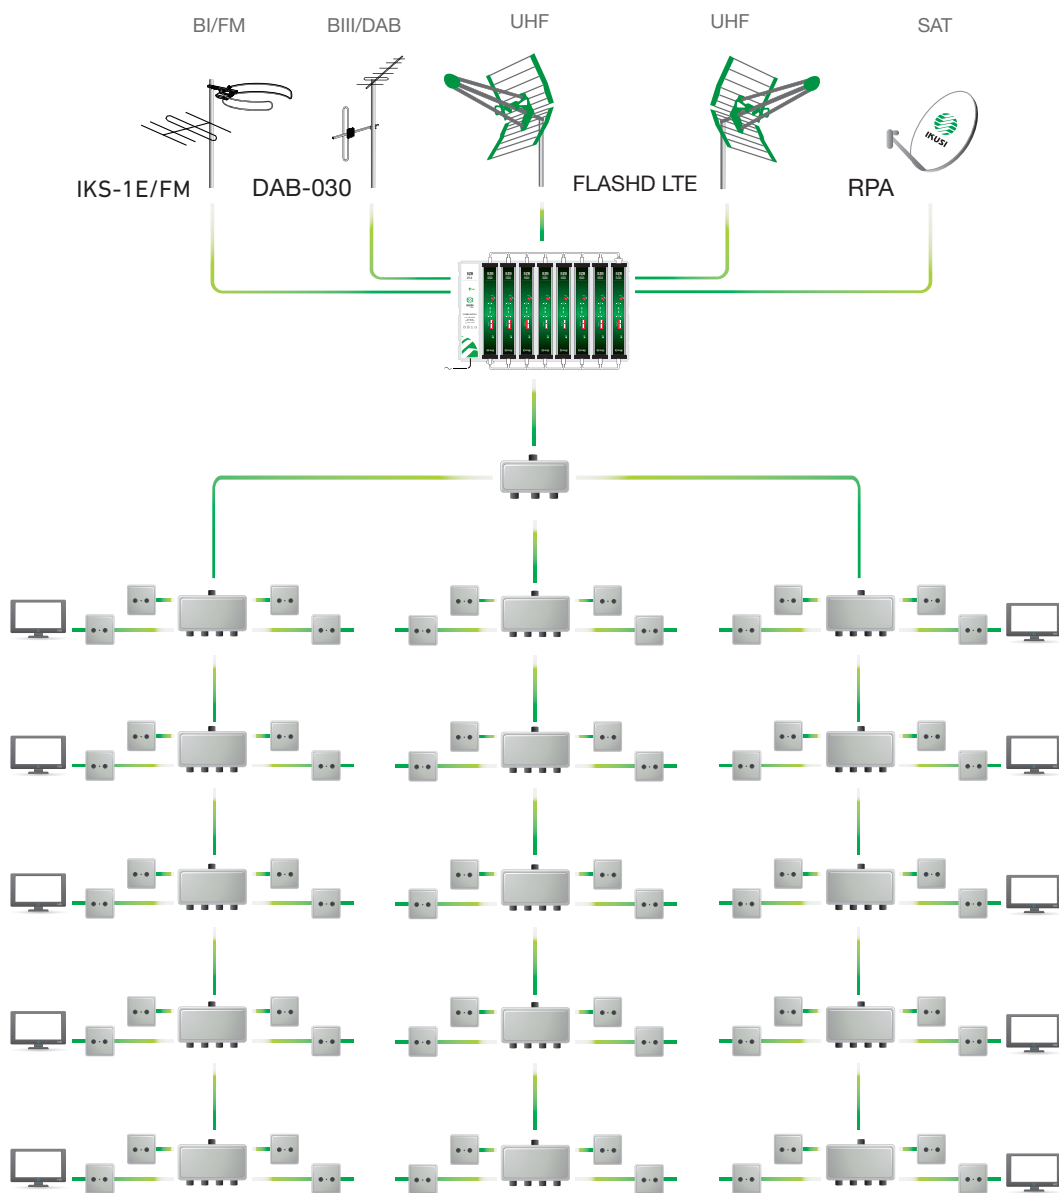 BI/FM
BIII/DAB
UHF
UHF
SAT
IKUSI
IKS-1E/FM
DAB-030
FLASHD LTE
RPA